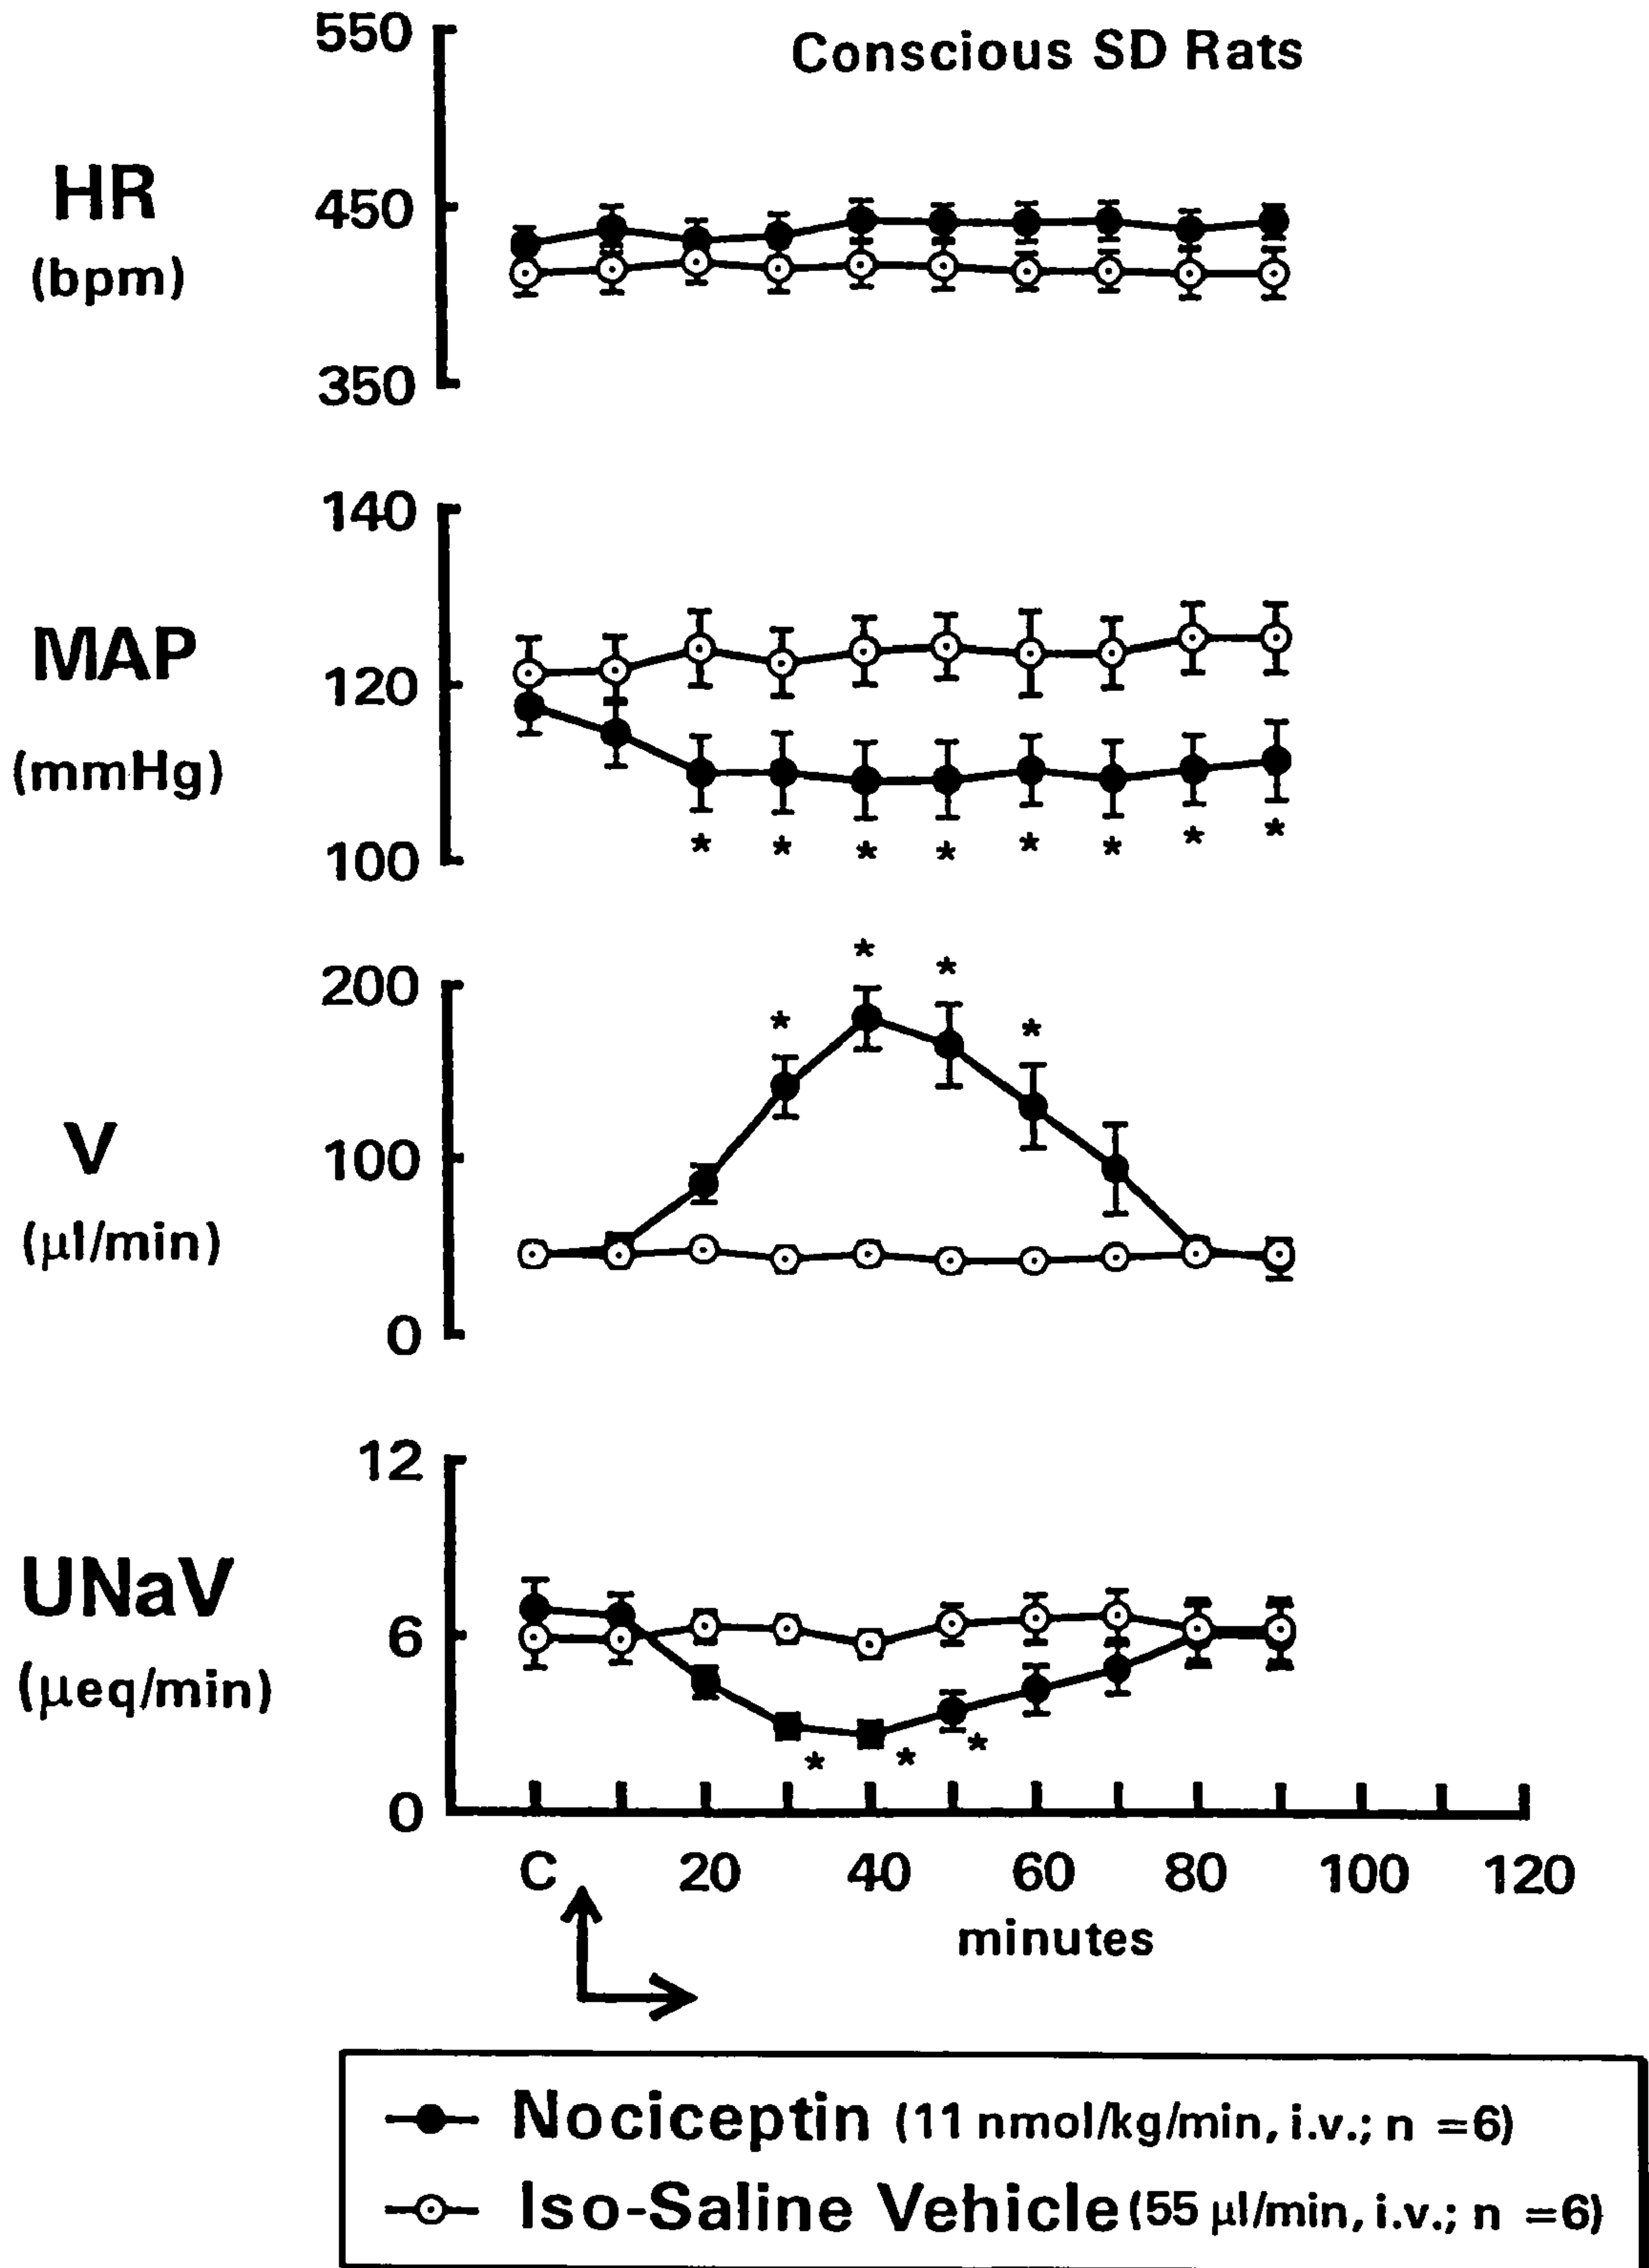 Conscious SD Rats
HR
(bpm)
550
450
350
MAP
(mmHg)
140
120
100
* * * * * * * *
V
(µl/min)
200
100
0
* * * *
UNaV
(µeq/min)
12
6
0
* * *
C 20 40 60 80 100 120
minutes
Nociceptin (11 nmol/kg/min, i.v.; n =6)
Iso-Saline Vehicle (55 µl/min, i.v.; n =6)